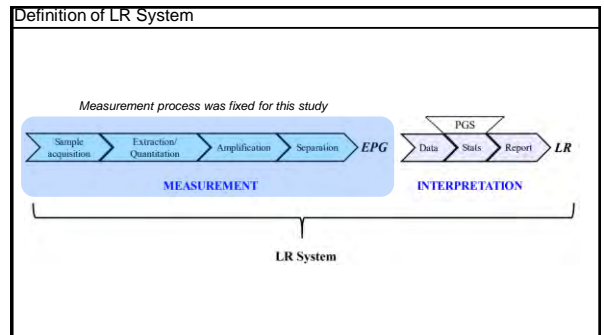 Definition of LR System
Measurement process was fixed for this study
Sample
acquisition
Extraction/
Quantitation
Amplification
Separation
EPG
PGS
Data
Stats
Report
LR
MEASUREMENT
INTERPRETATION
LR System